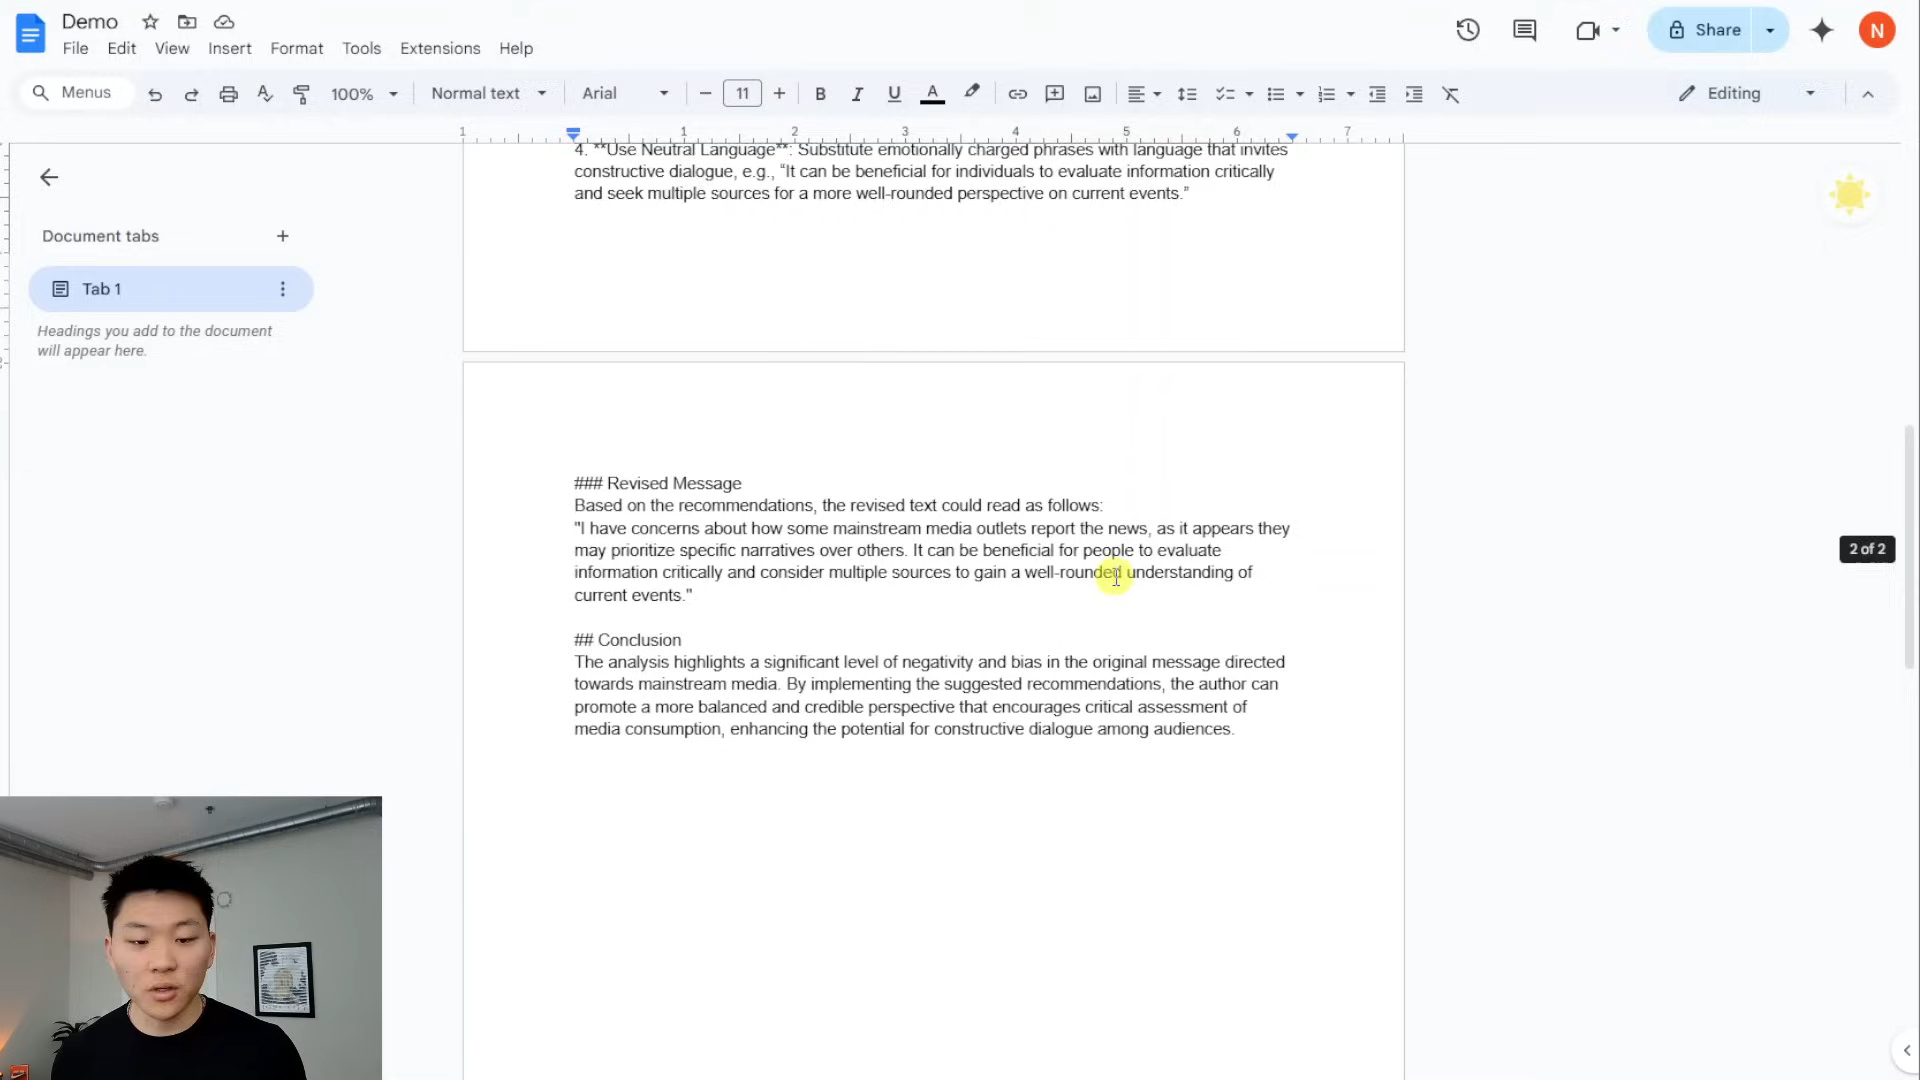 Demo
File Edit View Insert Format Tools Extensions Help
Share
N
Menus
100%
Normal text
Arial
11
Editing
1 1 2 3 4 5 6 7
Document tabs
Tab 1
Headings you add to the document
will appear here.
4. **Use Neutral Language**: Substitute emotionally charged phrases with language that invites
constructive dialogue, e.g., “It can be beneficial for individuals to evaluate information critically
and seek multiple sources for a more well-rounded perspective on current events.”
### Revised Message
Based on the recommendations, the revised text could read as follows:
"I have concerns about how some mainstream media outlets report the news, as it appears they
may prioritize specific narratives over others. It can be beneficial for people to evaluate
information critically and consider multiple sources to gain a well-rounded understanding of
current events."
2 of 2
## Conclusion
The analysis highlights a significant level of negativity and bias in the original message directed
towards mainstream media. By implementing the suggested recommendations, the author can
promote a more balanced and credible perspective that encourages critical assessment of
media consumption, enhancing the potential for constructive dialogue among audiences.